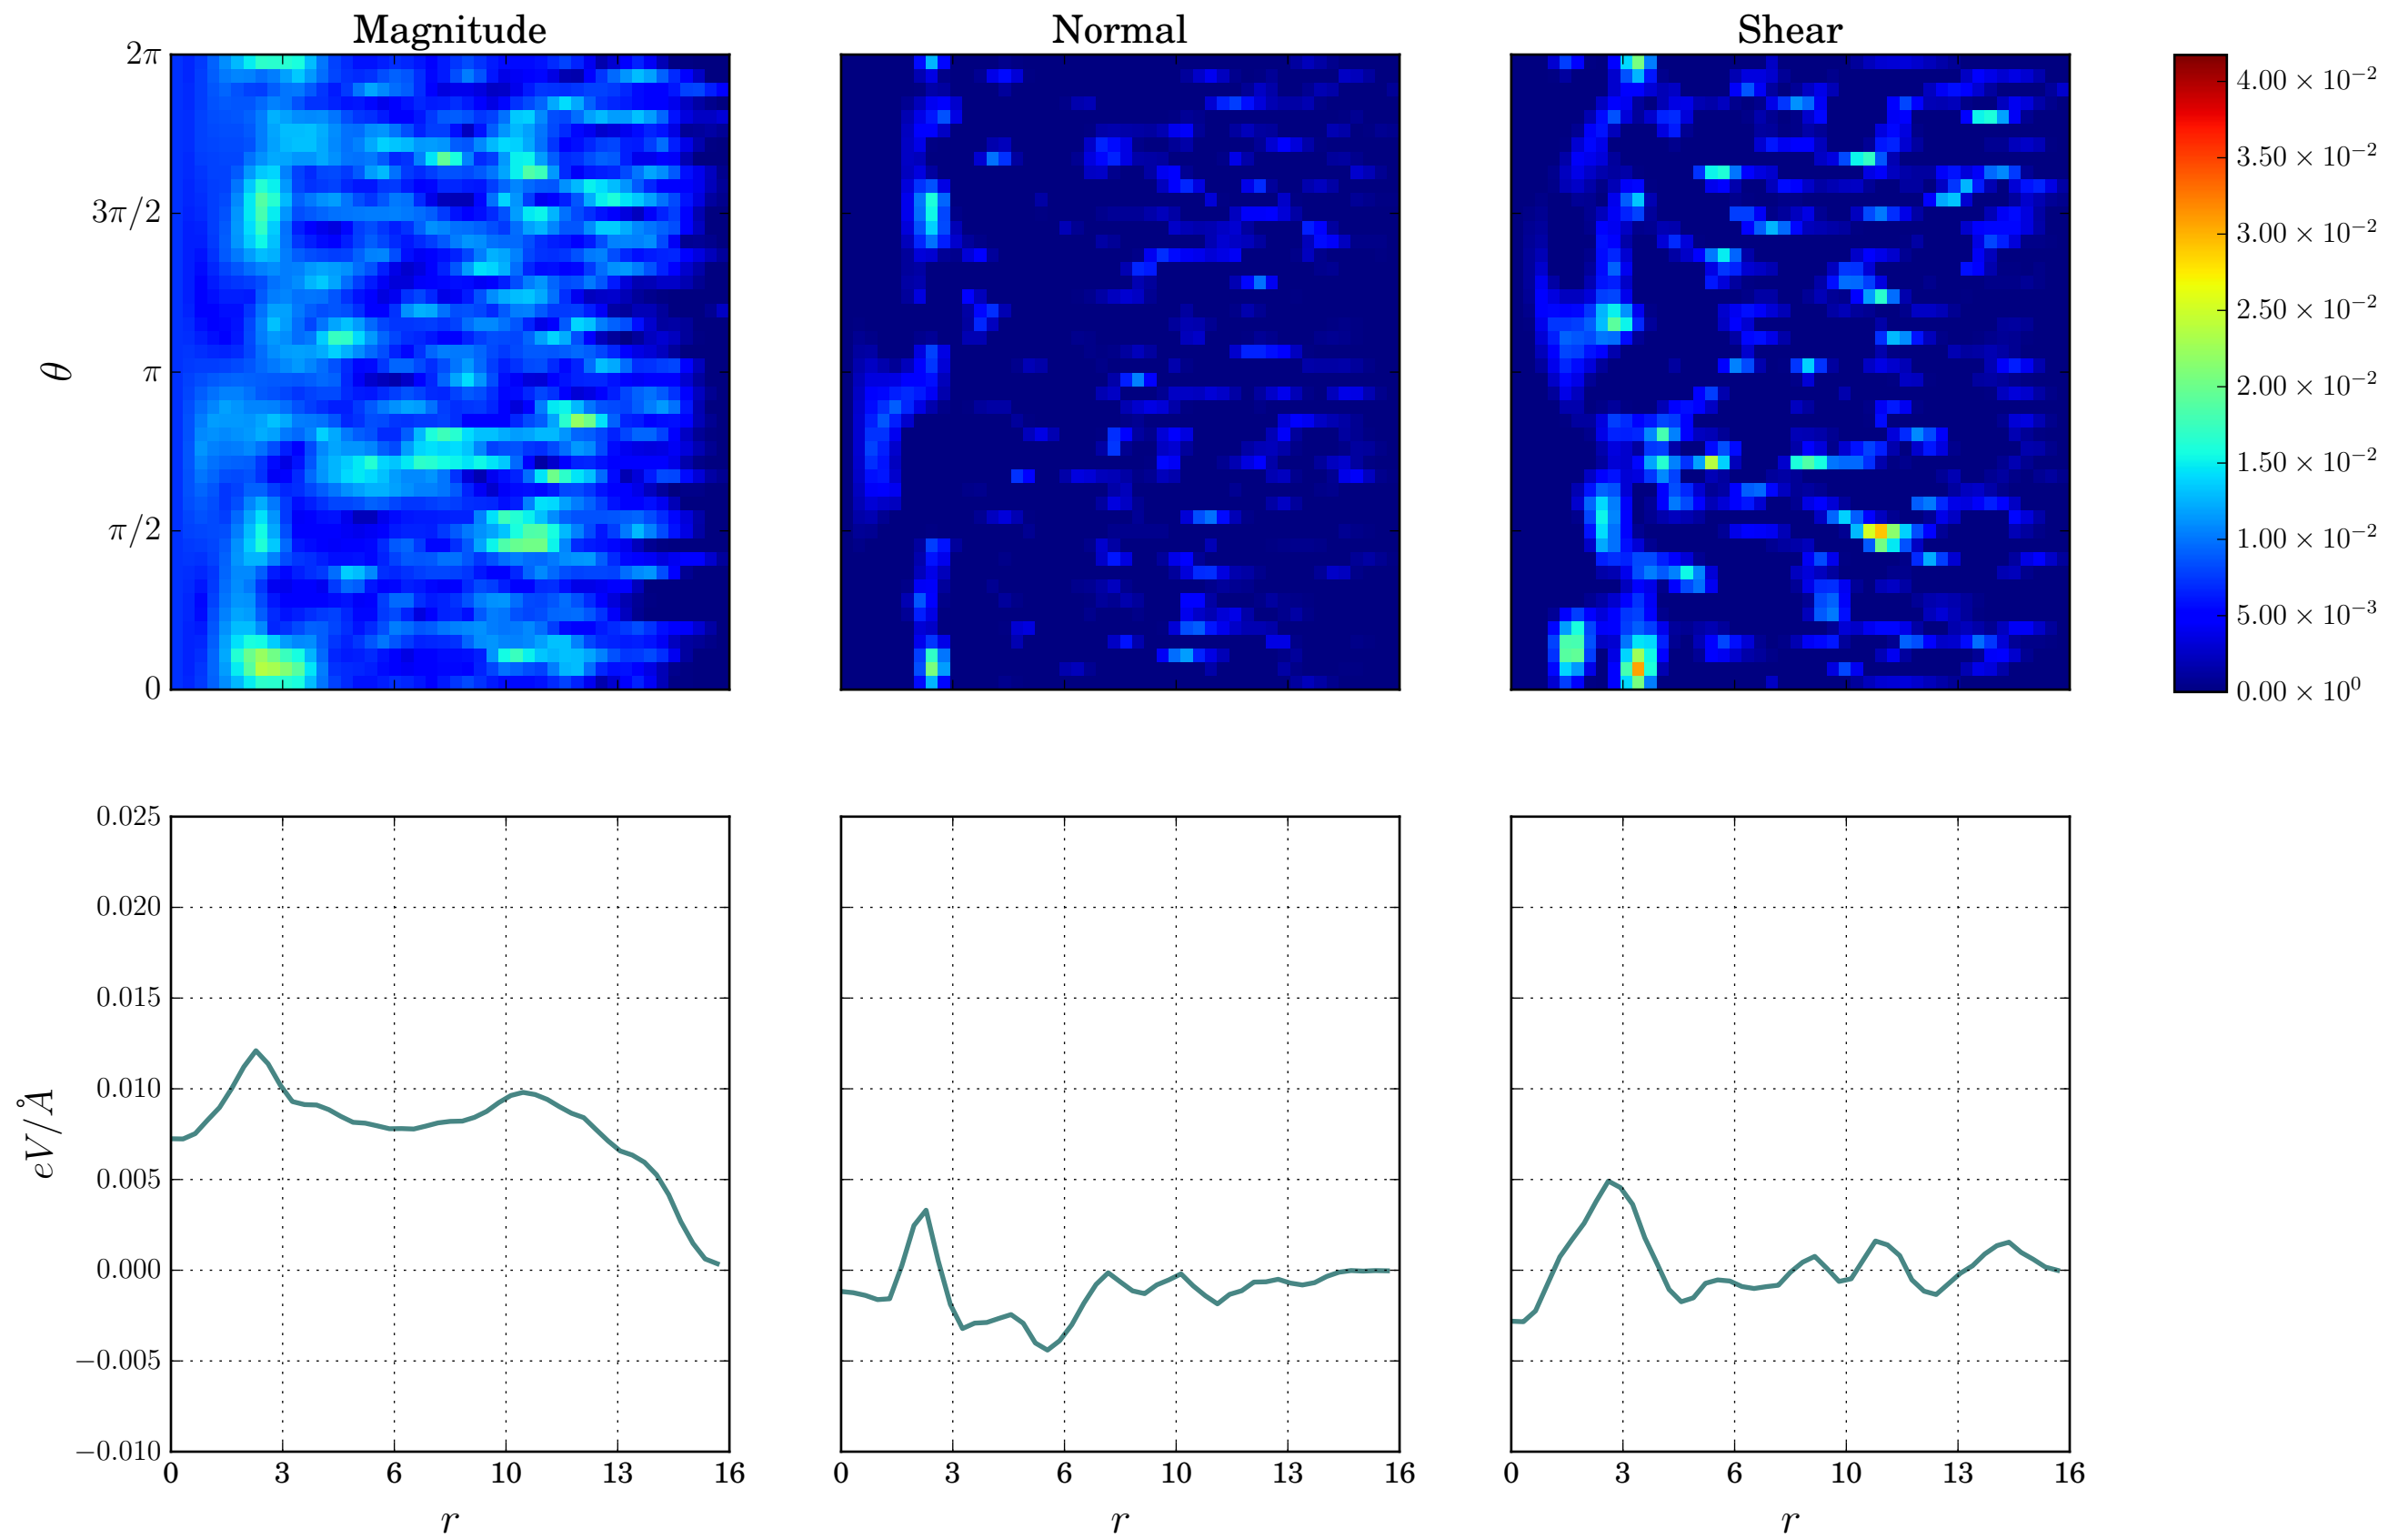 Magnitude Normal Shear
2π
3π/2
π
π/2
0
θ
4.00 × 10⁻²
3.50 × 10⁻²
3.00 × 10⁻²
2.50 × 10⁻²
2.00 × 10⁻²
1.50 × 10⁻²
1.00 × 10⁻²
5.00 × 10⁻³
0.00 × 10⁰
0.025
0.020
0.015
0.010
0.005
0.000
−0.005
−0.010
eV/Å
0 3 6 10 13 16
0 3 6 10 13 16
0 3 6 10 13 16
r r r